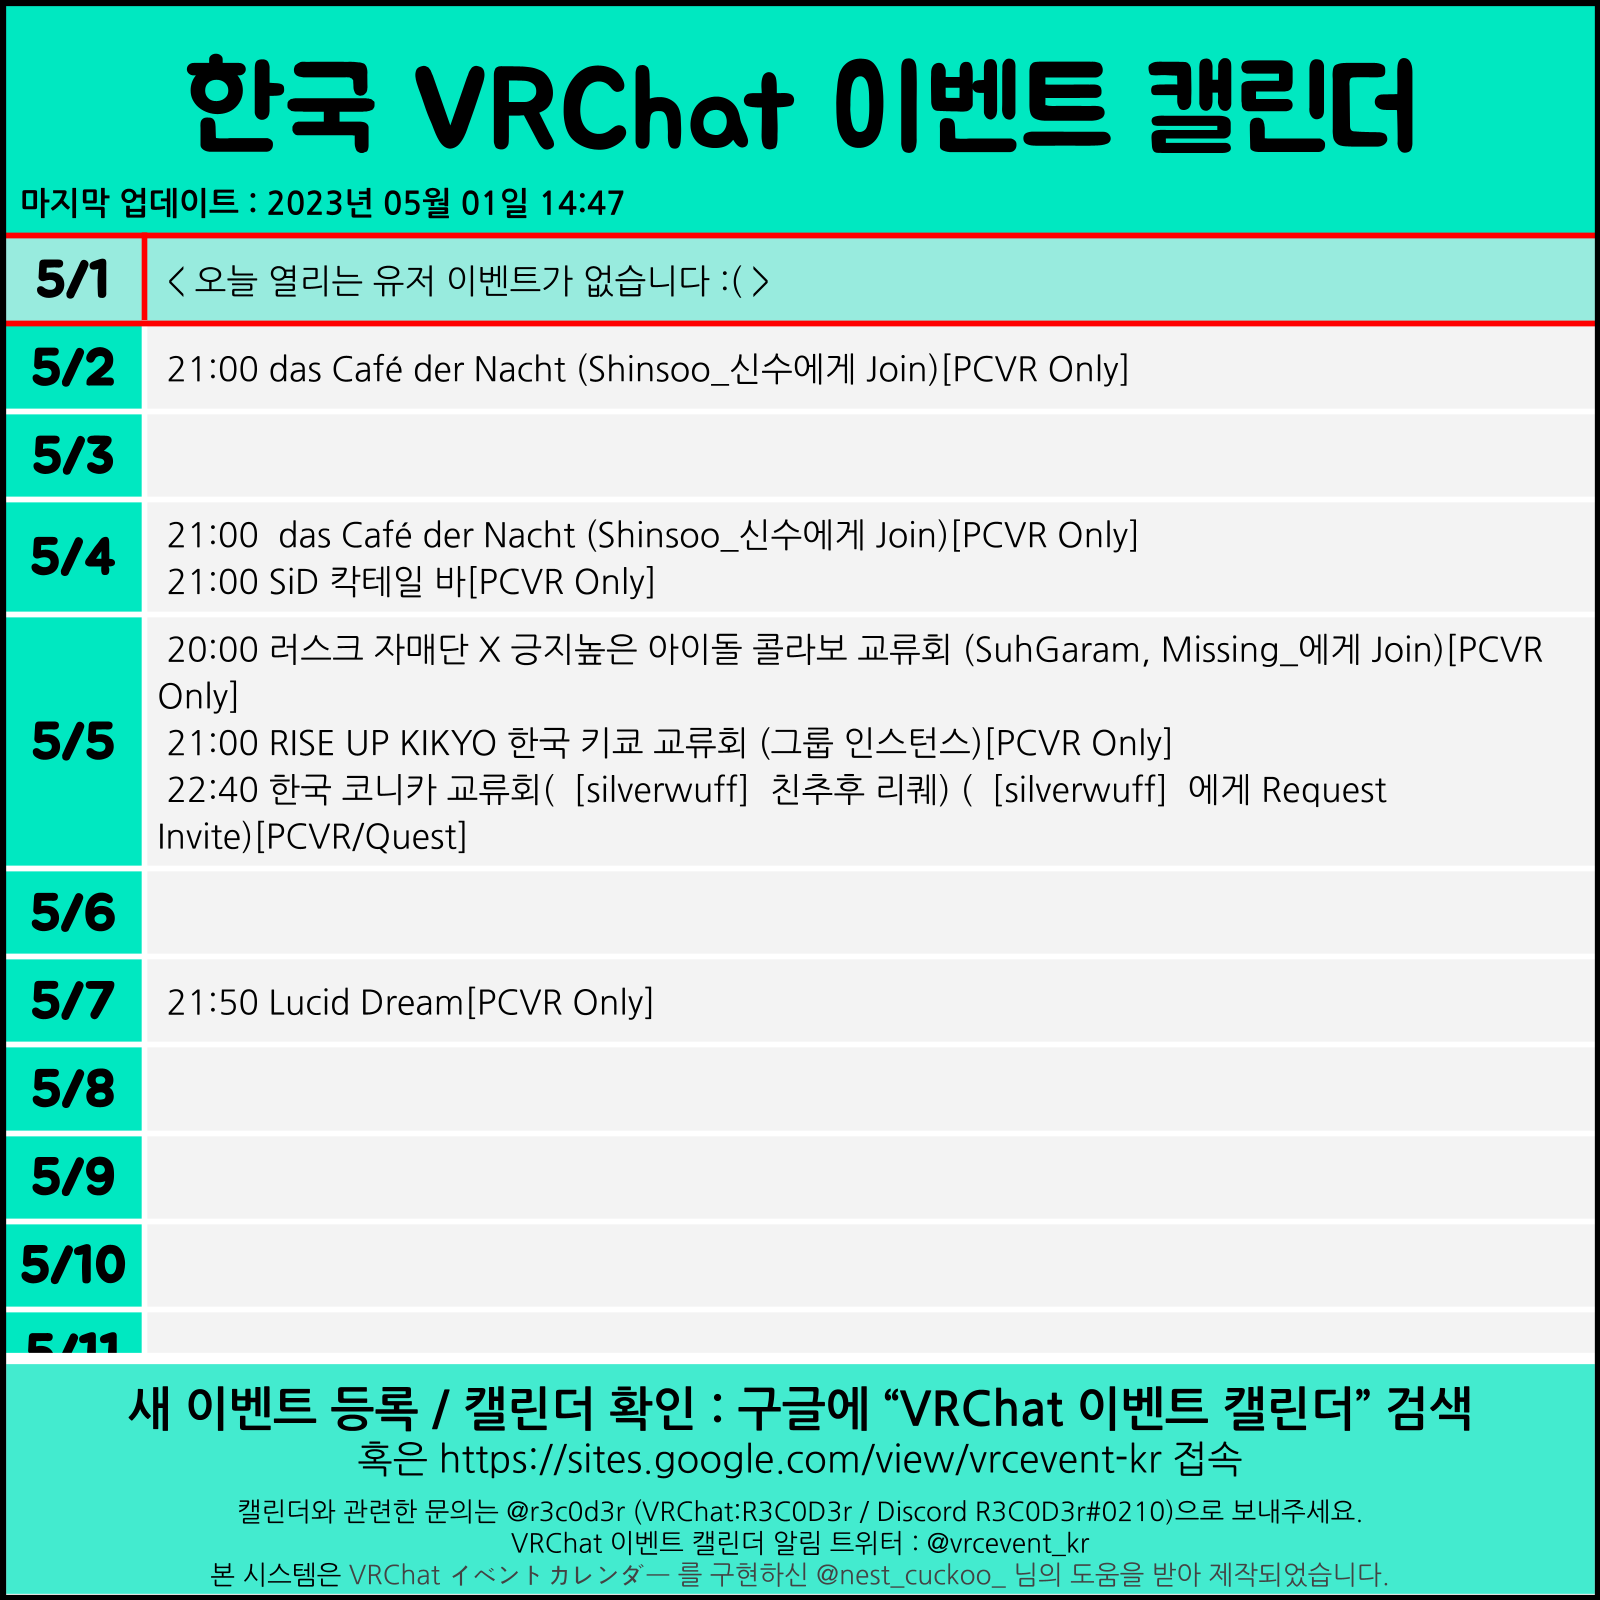 한국 VRChat 이벤트 캘린더
마지막 업데이트 : 2023년 05월 01일 14:47
5/1
< 오늘 열리는 유저 이벤트가 없습니다 :( >
5/2
21:00 das Café der Nacht (Shinsoo_신수에게 Join)[PCVR Only]
5/3
5/4
21:00  das Café der Nacht (Shinsoo_신수에게 Join)[PCVR Only]
21:00 SiD 칵테일 바[PCVR Only]
5/5
20:00 러스크 자매단 X 긍지높은 아이돌 콜라보 교류회 (SuhGaram, Missing_에게 Join)[PCVR
Only]
21:00 RISE UP KIKYO 한국 키쿄 교류회 (그룹 인스턴스)[PCVR Only]
22:40 한국 코니카 교류회(  [silverwuff]  친추후 리퀘) (  [silverwuff]  에게 Request
Invite)[PCVR/Quest]
5/6
5/7
21:50 Lucid Dream[PCVR Only]
5/8
5/9
5/10
5/11
새 이벤트 등록 / 캘린더 확인 : 구글에 “VRChat 이벤트 캘린더” 검색
혹은 https://sites.google.com/view/vrcevent-kr 접속
캘린더와 관련한 문의는 @r3c0d3r (VRChat:R3C0D3r / Discord R3C0D3r#0210)으로 보내주세요.
VRChat 이벤트 캘린더 알림 트위터 : @vrcevent_kr
본 시스템은 VRChat イベントカレンダー 를 구현하신 @nest_cuckoo_ 님의 도움을 받아 제작되었습니다.